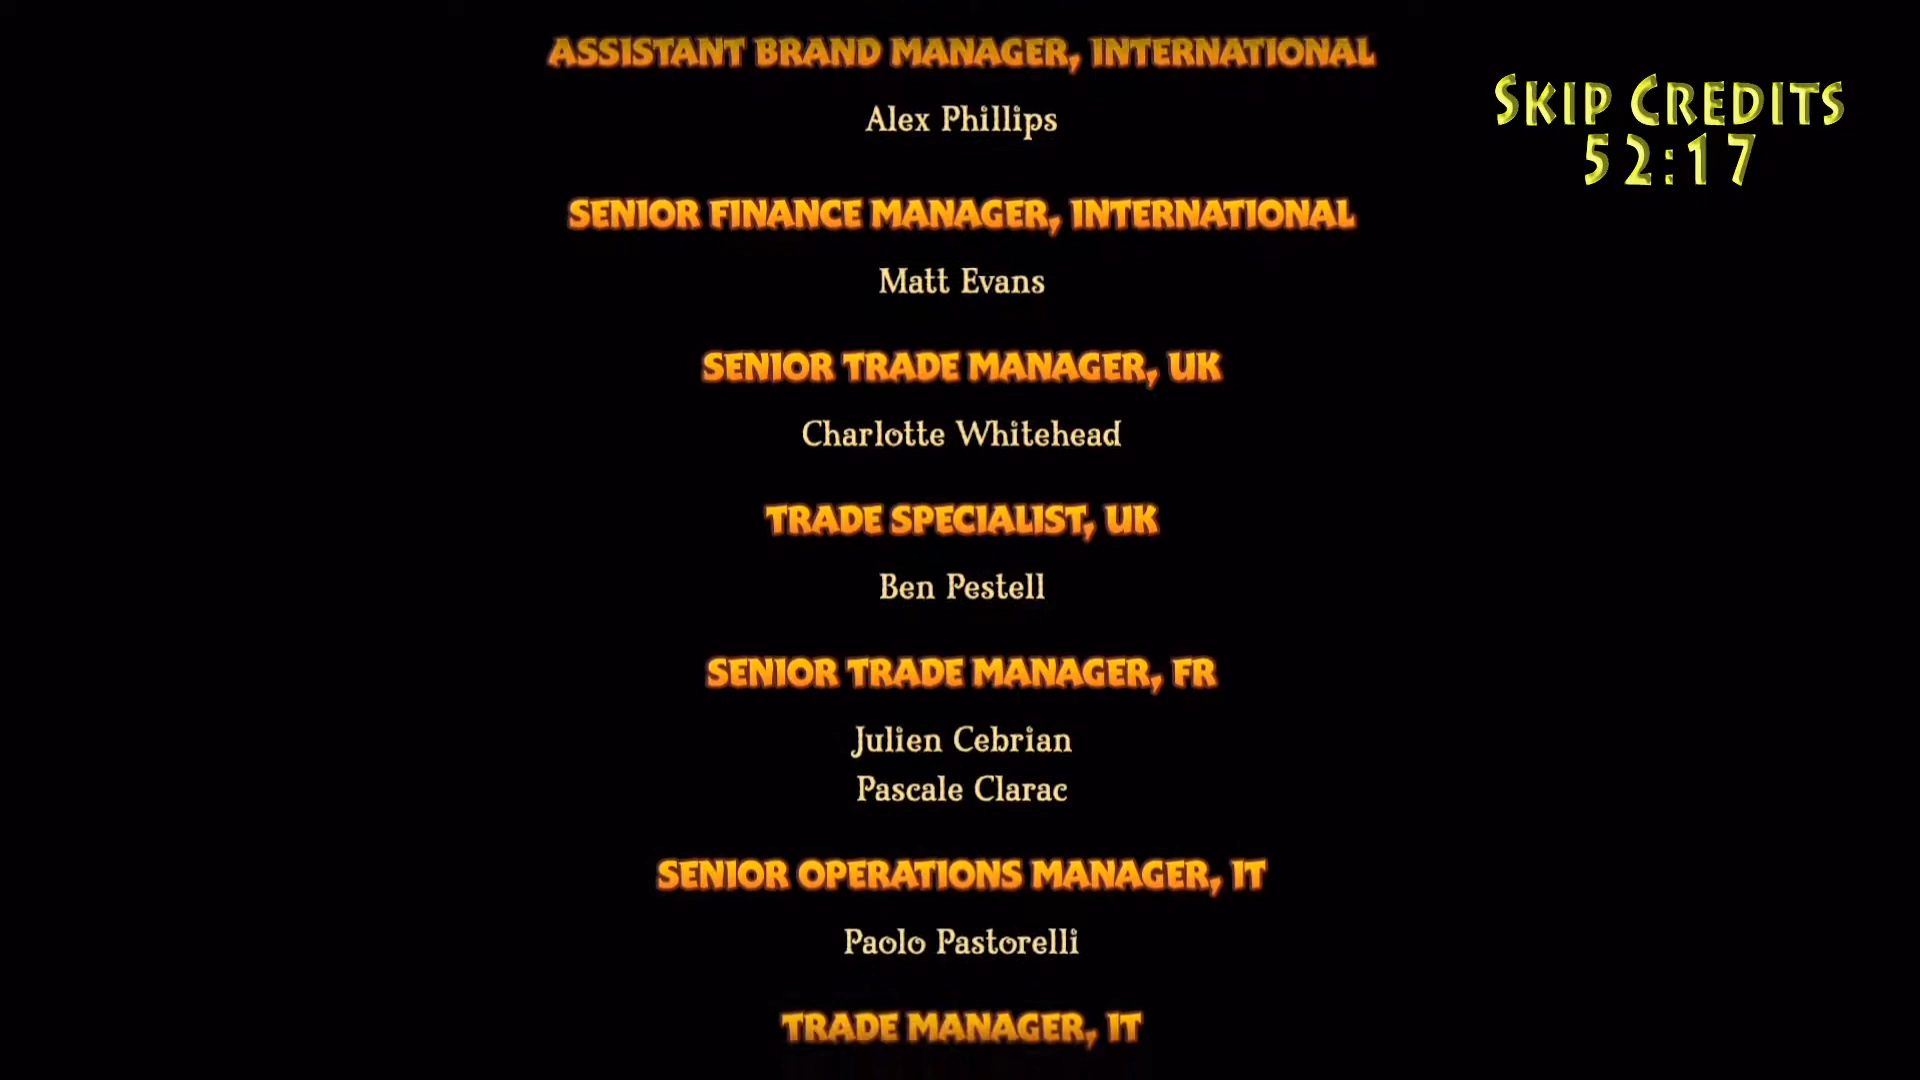 ASSISTANT BRAND MANAGER, INTERNATIONAL
Alex Phillips
SKIP CREDITS
52:17
SENIOR FINANCE MANAGER, INTERNATIONAL
Matt Evans
SENIOR TRADE MANAGER, UK
Charlotte Whitehead
TRADE SPECIALIST, UK
Ben Pestell
SENIOR TRADE MANAGER, FR
Julien Cebrian
Pascale Clarac
SENIOR OPERATIONS MANAGER, IT
Paolo Pastorelli
TRADE MANAGER, IT